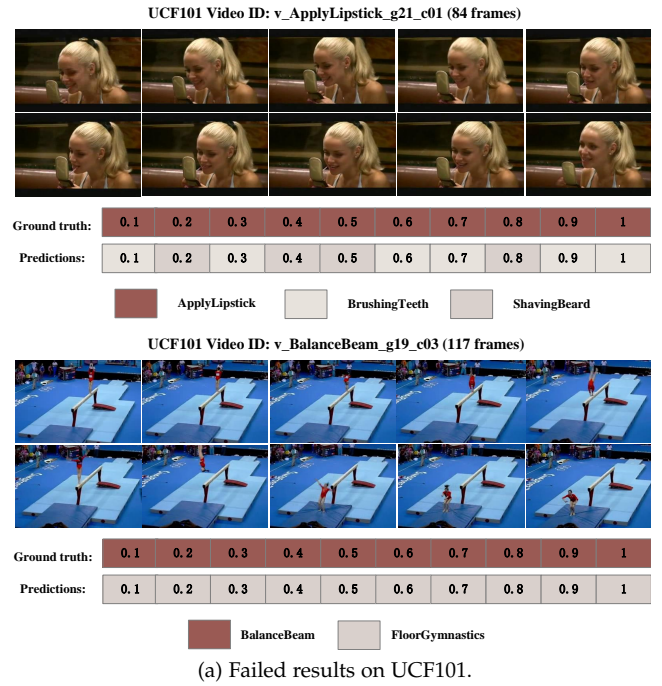 UCF101 Video ID: v_ApplyLipstick_g21_c01 (84 frames)
Ground truth: 0.1 0.2 0.3 0.4 0.5 0.6 0.7 0.8 0.9 1
Predictions: 0.1 0.2 0.3 0.4 0.5 0.6 0.7 0.8 0.9 1
ApplyLipstick BrushingTeeth ShavingBeard
UCF101 Video ID: v_BalanceBeam_g19_c03 (117 frames)
Ground truth: 0.1 0.2 0.3 0.4 0.5 0.6 0.7 0.8 0.9 1
Predictions: 0.1 0.2 0.3 0.4 0.5 0.6 0.7 0.8 0.9 1
BalanceBeam FloorGymnastics
(a) Failed results on UCF101.